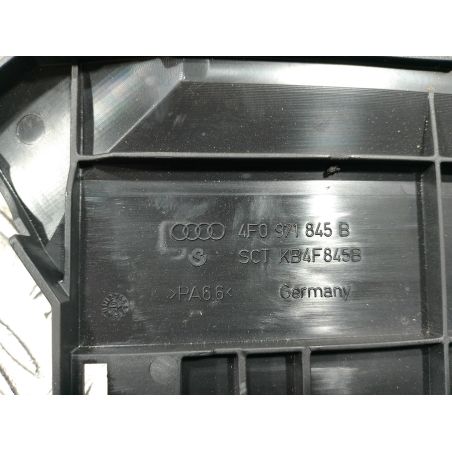 4F0 971 845 B
S SCT KB4F845B
>PA6.6< Germany